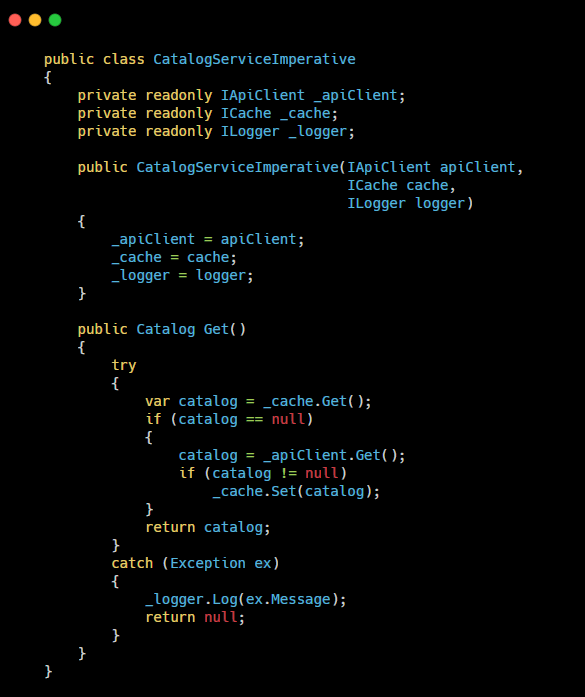 public class CatalogServiceImperative
{
    private readonly IApiClient _apiClient;
    private readonly ICache _cache;
    private readonly ILogger _logger;

    public CatalogServiceImperative(IApiClient apiClient,
                                    ICache cache,
                                    ILogger logger)
    {
        _apiClient = apiClient;
        _cache = cache;
        _logger = logger;
    }

    public Catalog Get()
    {
        try
        {
            var catalog = _cache.Get();
            if (catalog == null)
            {
                catalog = _apiClient.Get();
                if (catalog != null)
                    _cache.Set(catalog);
            }
            return catalog;
        }
        catch (Exception ex)
        {
            _logger.Log(ex.Message);
            return null;
        }
    }
}